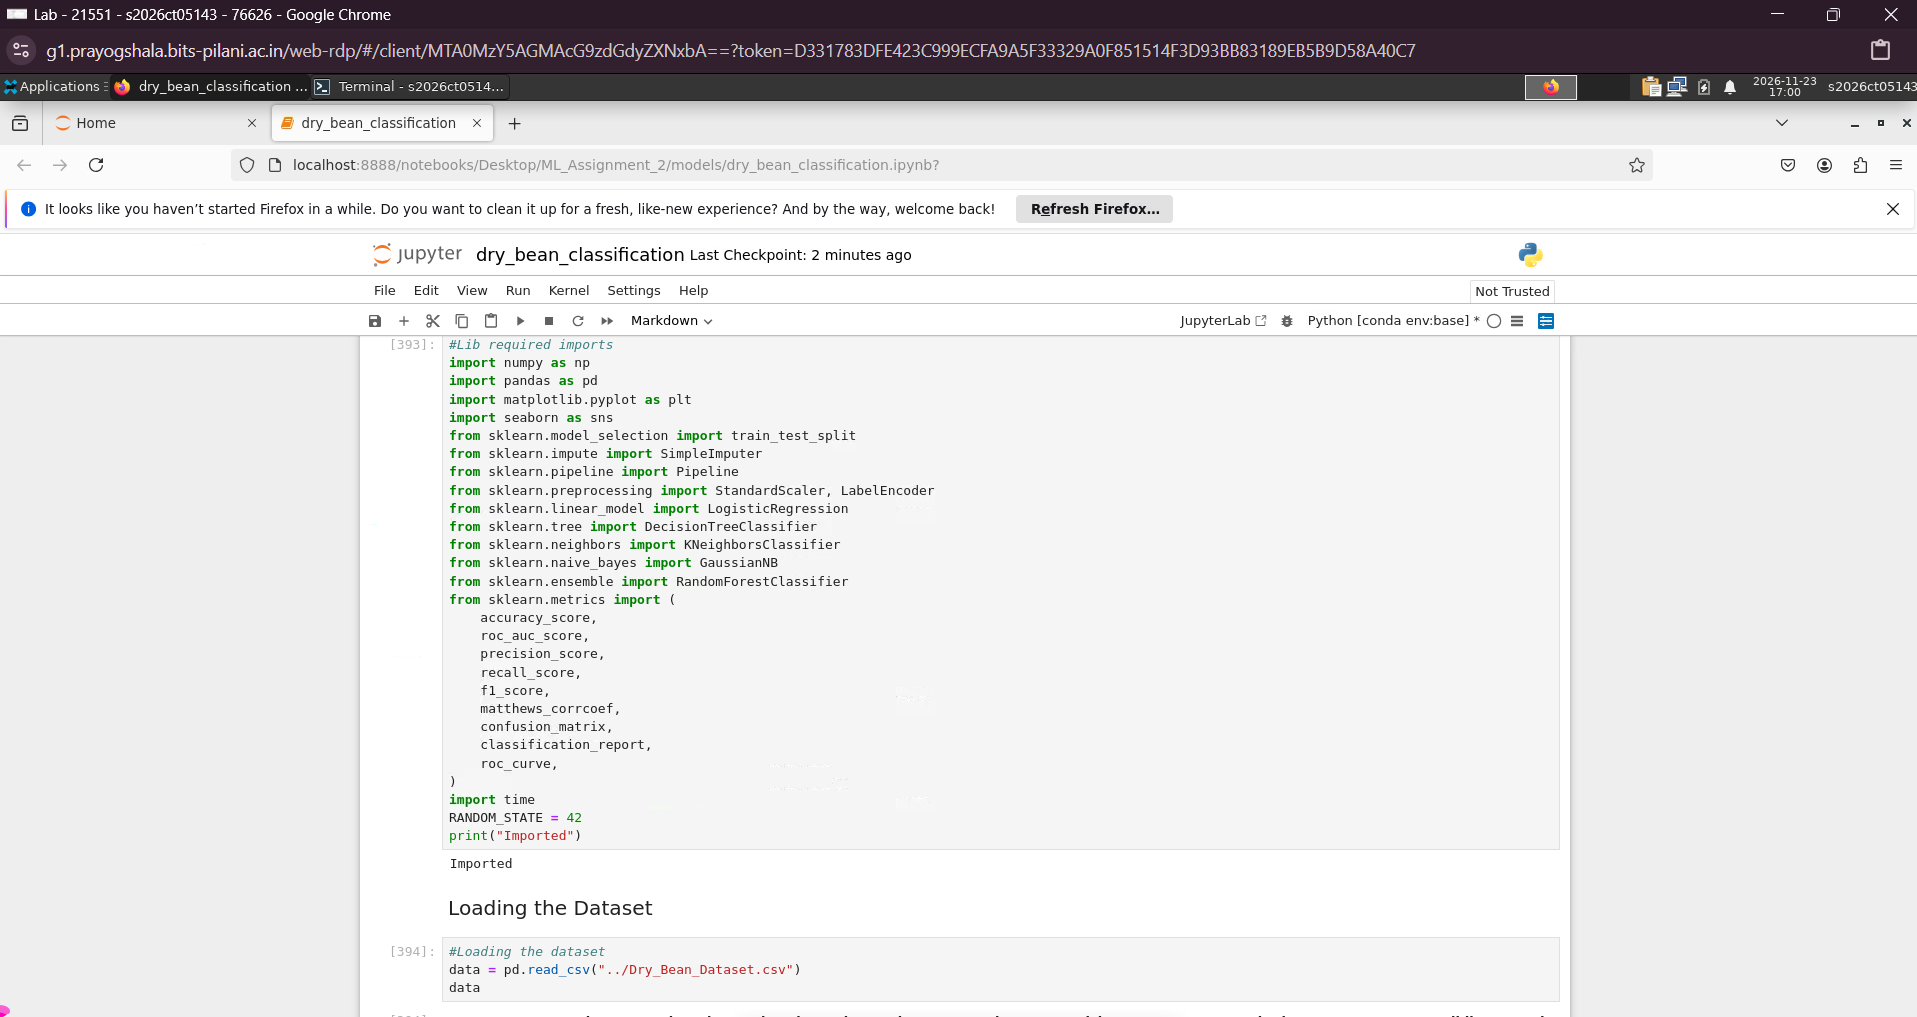 Lab - 21551 - s2026ct05143 - 76626 - Google Chrome
g1.prayogshala.bits-pilani.ac.in/web-rdp/#/client/MTA0MzY5AGMAcG9zdGdyZXNxbA==?token=D331783DFE423C999ECFA9A5F33329A0F851514F3D93BB83189EB5B9D58A40C7
Applications
dry_bean_classification ...
Terminal - s2026ct0514...
2026-11-23
17:00
s2026ct05143
Home
dry_bean_classification
localhost:8888/notebooks/Desktop/ML_Assignment_2/models/dry_bean_classification.ipynb?
It looks like you haven’t started Firefox in a while. Do you want to clean it up for a fresh, like-new experience? And by the way, welcome back!
Refresh Firefox...
jupyter dry_bean_classification Last Checkpoint: 2 minutes ago
File Edit View Run Kernel Settings Help
Not Trusted
Markdown
JupyterLab
Python [conda env:base] *
[393]:
#Lib required imports
import numpy as np
import pandas as pd
import matplotlib.pyplot as plt
import seaborn as sns
from sklearn.model_selection import train_test_split
from sklearn.impute import SimpleImputer
from sklearn.pipeline import Pipeline
from sklearn.preprocessing import StandardScaler, LabelEncoder
from sklearn.linear_model import LogisticRegression
from sklearn.tree import DecisionTreeClassifier
from sklearn.neighbors import KNeighborsClassifier
from sklearn.naive_bayes import GaussianNB
from sklearn.ensemble import RandomForestClassifier
from sklearn.metrics import (
    accuracy_score,
    roc_auc_score,
    precision_score,
    recall_score,
    f1_score,
    matthews_corrcoef,
    confusion_matrix,
    classification_report,
    roc_curve,
)
import time
RANDOM_STATE = 42
print("Imported")
Imported
Loading the Dataset
[394]:
#Loading the dataset
data = pd.read_csv("../Dry_Bean_Dataset.csv")
data